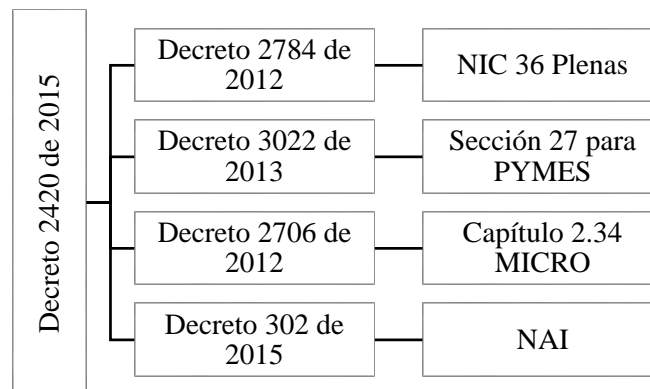 Decreto 2420 de 2015
Decreto 2784 de
2012
NIC 36 Plenas
Decreto 3022 de
2013
Sección 27 para
PYMES
Decreto 2706 de
2012
Capítulo 2.34
MICRO
Decreto 302 de
2015
NAI